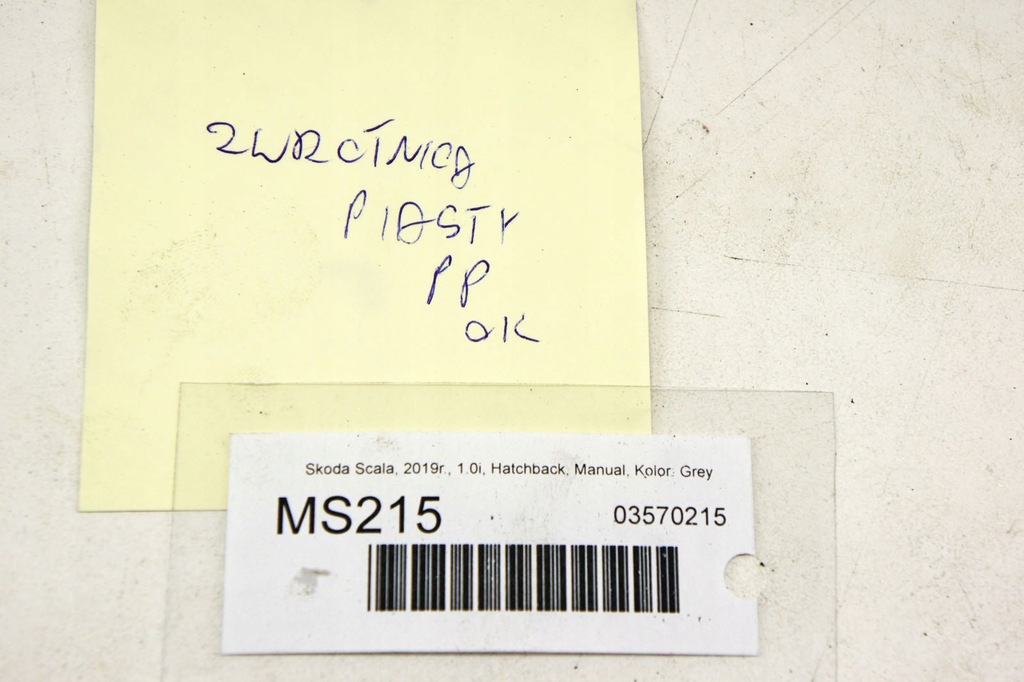 ZWROTNICA
PIASTY
PP
OK
Skoda Scala, 2019r., 1.0i, Hatchback, Manual, Kolor: Grey
MS215
03570215